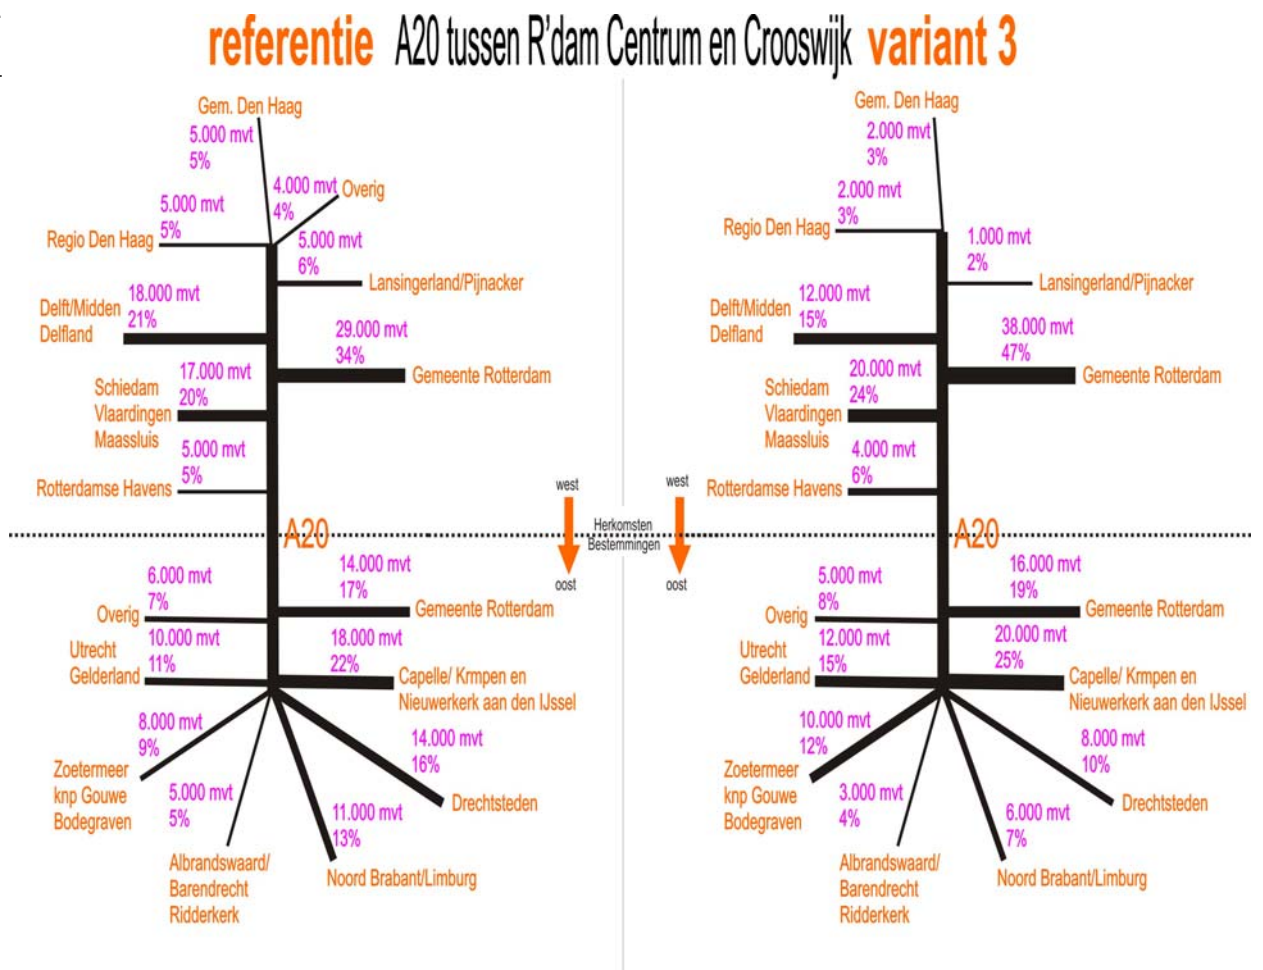 referentie A20 tussen R'dam Centrum en Crooswijk variant 3
Gem. Den Haag
5.000 mvt
5%
4.000 mvt
4%
Overig
5.000 mvt
5%
Regio Den Haag
5.000 mvt
6%
Lansingerland/Pijnacker
18.000 mvt
21%
Delft/Midden
Delfland
29.000 mvt
34%
Gemeente Rotterdam
17.000 mvt
20%
Schiedam
Vlaardingen
Maassluis
5.000 mvt
5%
Rotterdamse Havens
A20
6.000 mvt
7%
Overig
14.000 mvt
17%
Gemeente Rotterdam
10.000 mvt
11%
Utrecht
Gelderland
18.000 mvt
22%
Capelle/ Krmpen en
Nieuwerkerk aan den IJssel
8.000 mvt
9%
Zoetermeer
knp Gouwe
Bodegraven
14.000 mvt
16%
Drechtsteden
5.000 mvt
5%
Albrandswaard/
Barendrecht
Ridderkerk
11.000 mvt
13%
Noord Brabant/Limburg
west
west
Herkomsten
Bestemmingen
oost
oost
Gem. Den Haag
2.000 mvt
3%
2.000 mvt
3%
Regio Den Haag
1.000 mvt
2%
Lansingerland/Pijnacker
12.000 mvt
15%
Delft/Midden
Delfland
38.000 mvt
47%
Gemeente Rotterdam
20.000 mvt
24%
Schiedam
Vlaardingen
Maassluis
4.000 mvt
6%
Rotterdamse Havens
A20
5.000 mvt
8%
Overig
16.000 mvt
19%
Gemeente Rotterdam
12.000 mvt
15%
Utrecht
Gelderland
20.000 mvt
25%
Capelle/ Krmpen en
Nieuwerkerk aan den IJssel
10.000 mvt
12%
Zoetermeer
knp Gouwe
Bodegraven
8.000 mvt
10%
Drechtsteden
3.000 mvt
4%
Albrandswaard/
Barendrecht
Ridderkerk
6.000 mvt
7%
Noord Brabant/Limburg